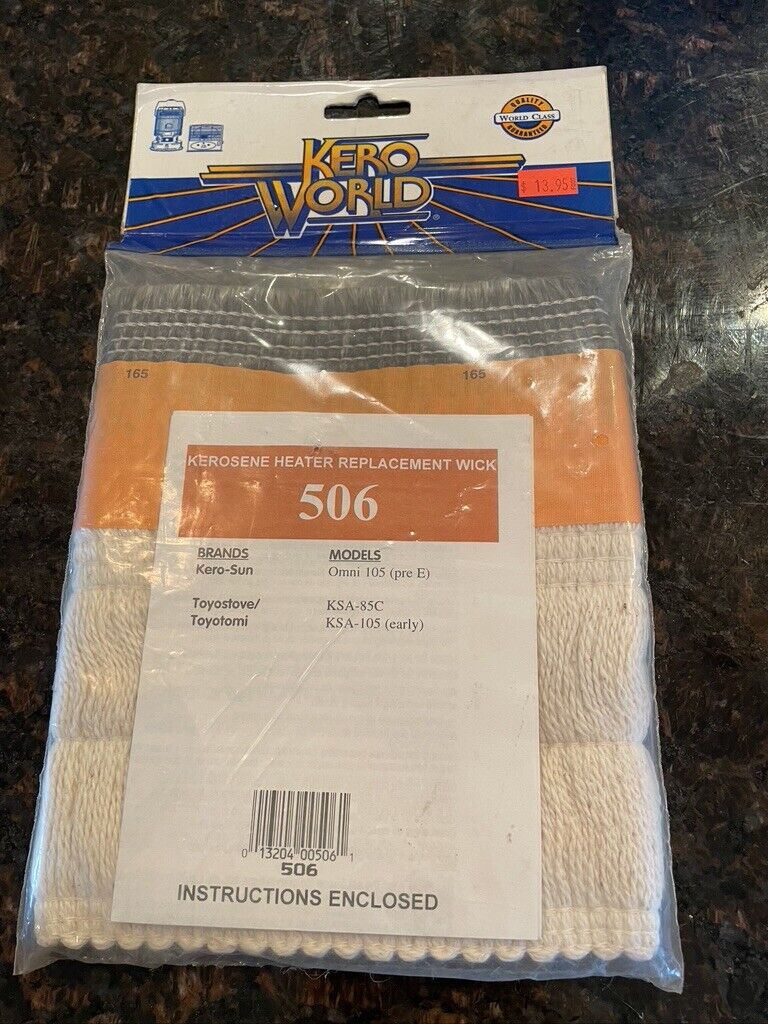 QUALITY
WORLD CLASS
GUARANTEED
KERO
WORLD®
$ 13.95
165 165
KEROSENE HEATER REPLACEMENT WICK
506
BRANDS MODELS
Kero-Sun Omni 105 (pre E)
Toyostove/ KSA-85C
Toyotomi KSA-105 (early)
0 13204 00506 1
506
INSTRUCTIONS ENCLOSED